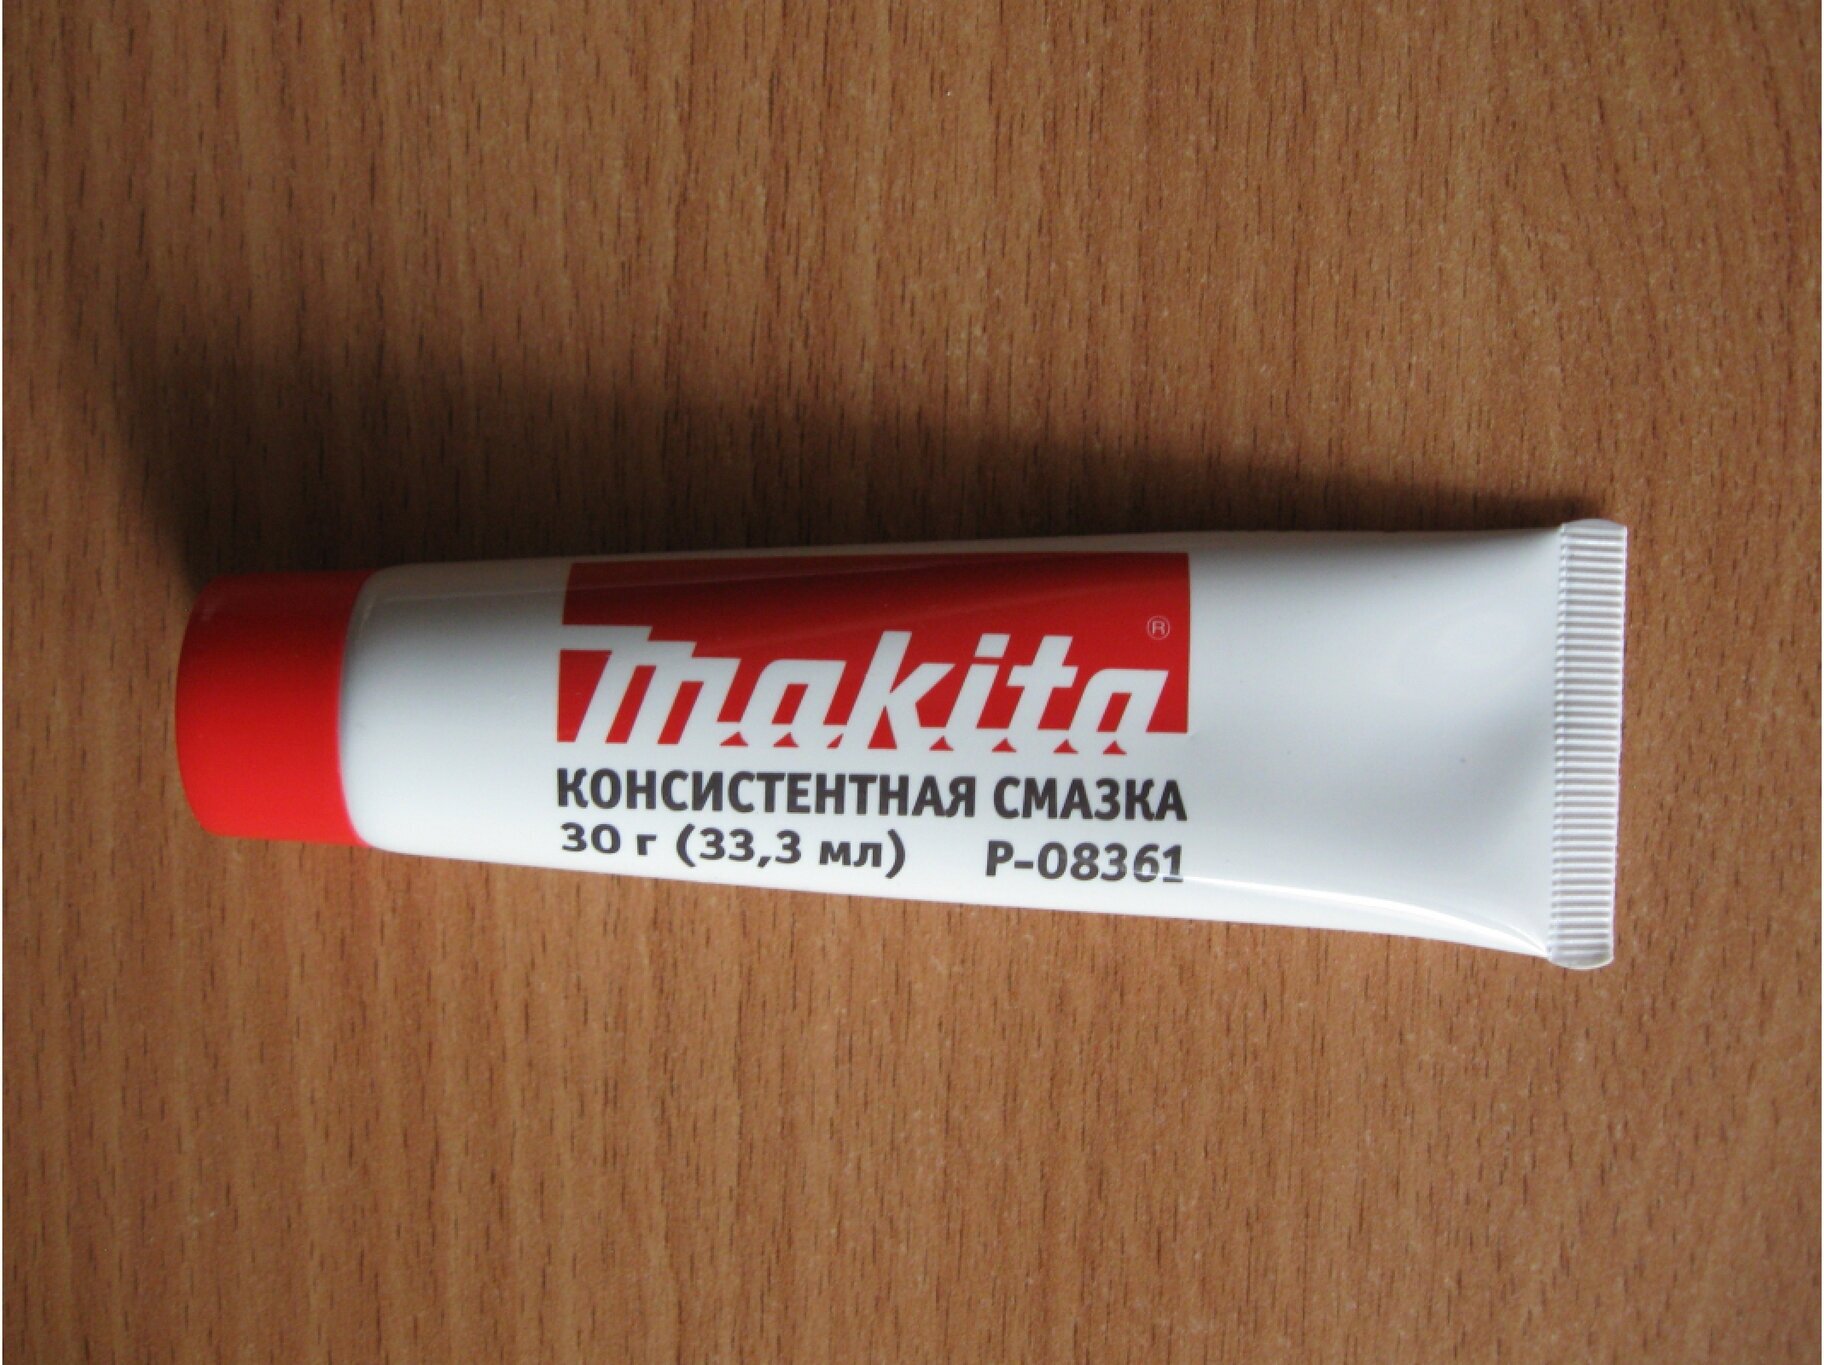 makita ®
КОНСИСТЕНТНАЯ СМАЗКА
30 г (33,3 мл) P-08361